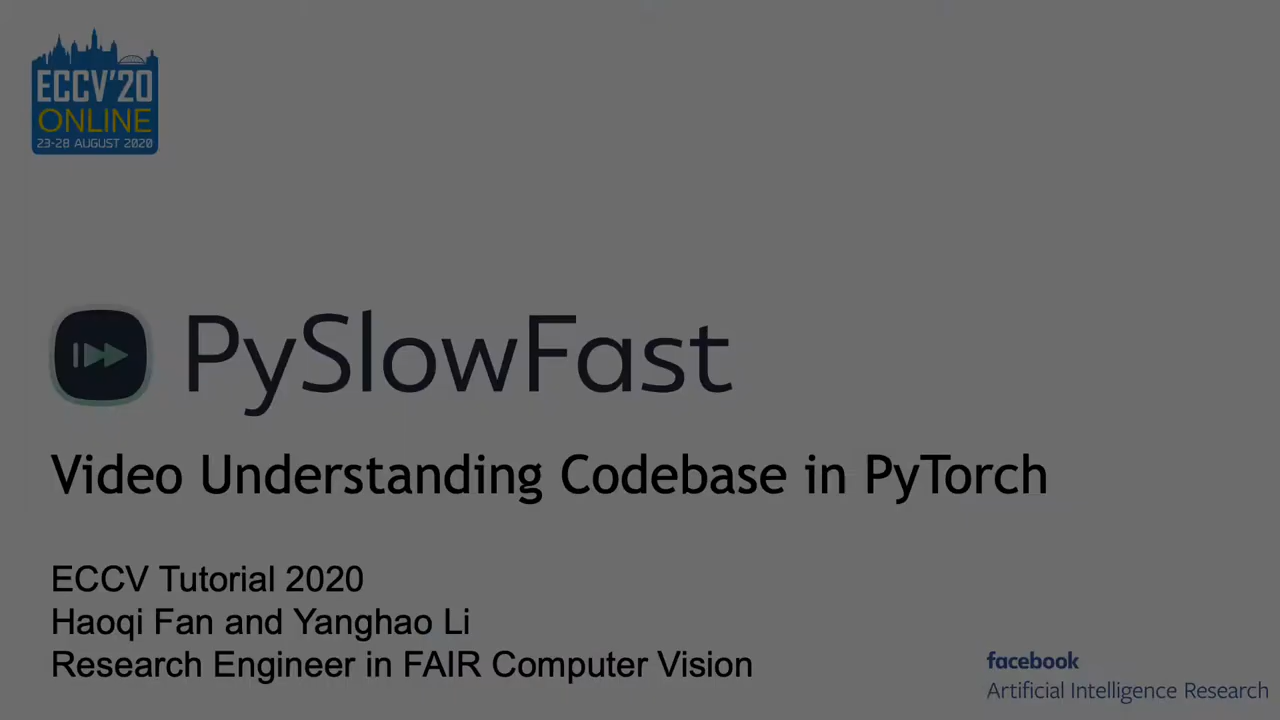 ECCV'20
ONLINE
23-28 AUGUST 2020
PySlowFast
Video Understanding Codebase in PyTorch
ECCV Tutorial 2020
Haoqi Fan and Yanghao Li
Research Engineer in FAIR Computer Vision
facebook
Artificial Intelligence Research